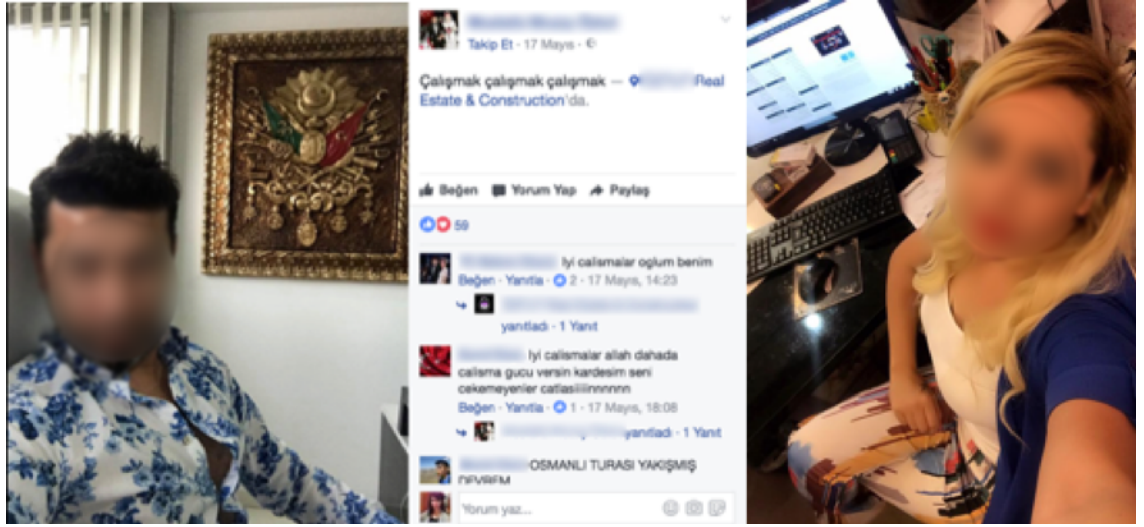 Takip Et · 17 Mayıs ·
Çalışmak çalışmak çalışmak — Real
Estate & Construction'da.
Beğen Yorum Yap Paylaş
59
Iyi calismalar oglum benim
Beğen · Yanıtla · 2 · 17 Mayıs, 14:23
yanıtladı · 1 Yanıt
Iyi calismalar allah dahada
calisma gucu versin kardesim seni
cekemeyenler catlasiiiiinnnnnn
Beğen · Yanıtla · 1 · 17 Mayıs, 18:08
yanıtladı · 1 Yanıt
OSMANLI TURASI YAKIŞMIŞ
DEVREM
Yorum yaz...